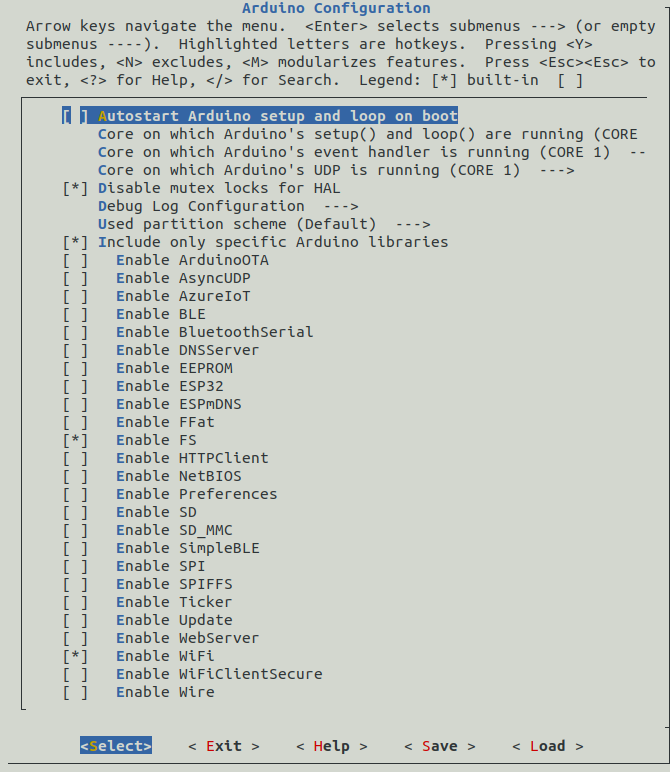 Arduino Configuration
Arrow keys navigate the menu.  <Enter> selects submenus ---> (or empty
submenus ----).  Highlighted letters are hotkeys.  Pressing <Y>
includes, <N> excludes, <M> modularizes features.  Press <Esc><Esc> to
exit, <?> for Help, </> for Search.  Legend: [*] built-in  [ ]
[ ] Autostart Arduino setup and loop on boot
Core on which Arduino's setup() and loop() are running (CORE
Core on which Arduino's event handler is running (CORE 1)  --
Core on which Arduino's UDP is running (CORE 1)  --->
[*] Disable mutex locks for HAL
Debug Log Configuration  --->
Used partition scheme (Default)  --->
[*] Include only specific Arduino libraries
[ ]   Enable ArduinoOTA
[ ]   Enable AsyncUDP
[ ]   Enable AzureIoT
[ ]   Enable BLE
[ ]   Enable BluetoothSerial
[ ]   Enable DNSServer
[ ]   Enable EEPROM
[ ]   Enable ESP32
[ ]   Enable ESPmDNS
[ ]   Enable FFat
[*]   Enable FS
[ ]   Enable HTTPClient
[ ]   Enable NetBIOS
[ ]   Enable Preferences
[ ]   Enable SD
[ ]   Enable SD_MMC
[ ]   Enable SimpleBLE
[ ]   Enable SPI
[ ]   Enable SPIFFS
[ ]   Enable Ticker
[ ]   Enable Update
[ ]   Enable WebServer
[*]   Enable WiFi
[ ]   Enable WiFiClientSecure
[ ]   Enable Wire
<Select>    < Exit >    < Help >    < Save >    < Load >